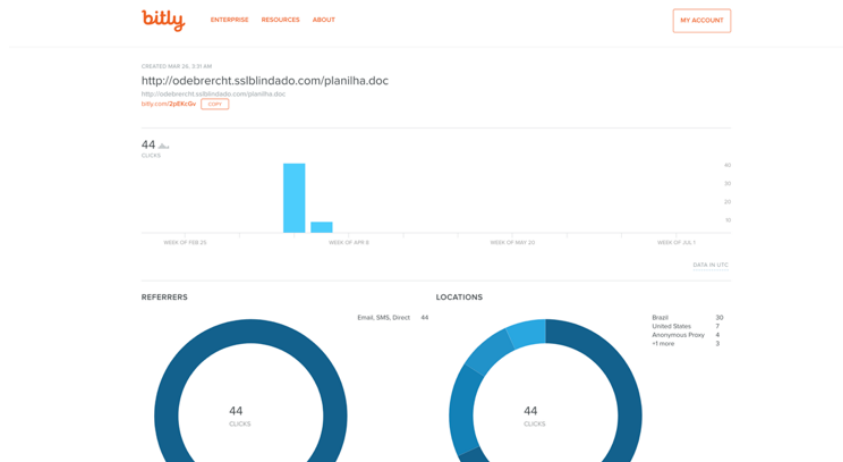 bitly ENTERPRISE RESOURCES ABOUT MY ACCOUNT
CREATED MAR 26, 3:31 AM
http://odebrercht.sslblindado.com/planilha.doc
http://odebrercht.sslblindado.com/planilha.doc
bitly.com/2pEKcGv COPY
44
CLICKS
40
30
20
10
WEEK OF FEB 25 WEEK OF APR 8 WEEK OF MAY 20 WEEK OF JUL 1
DATA IN UTC
REFERRERS LOCATIONS
Email, SMS, Direct 44 Brazil 30
United States 7
Anonymous Proxy 4
+1 more 3
44 44
CLICKS CLICKS